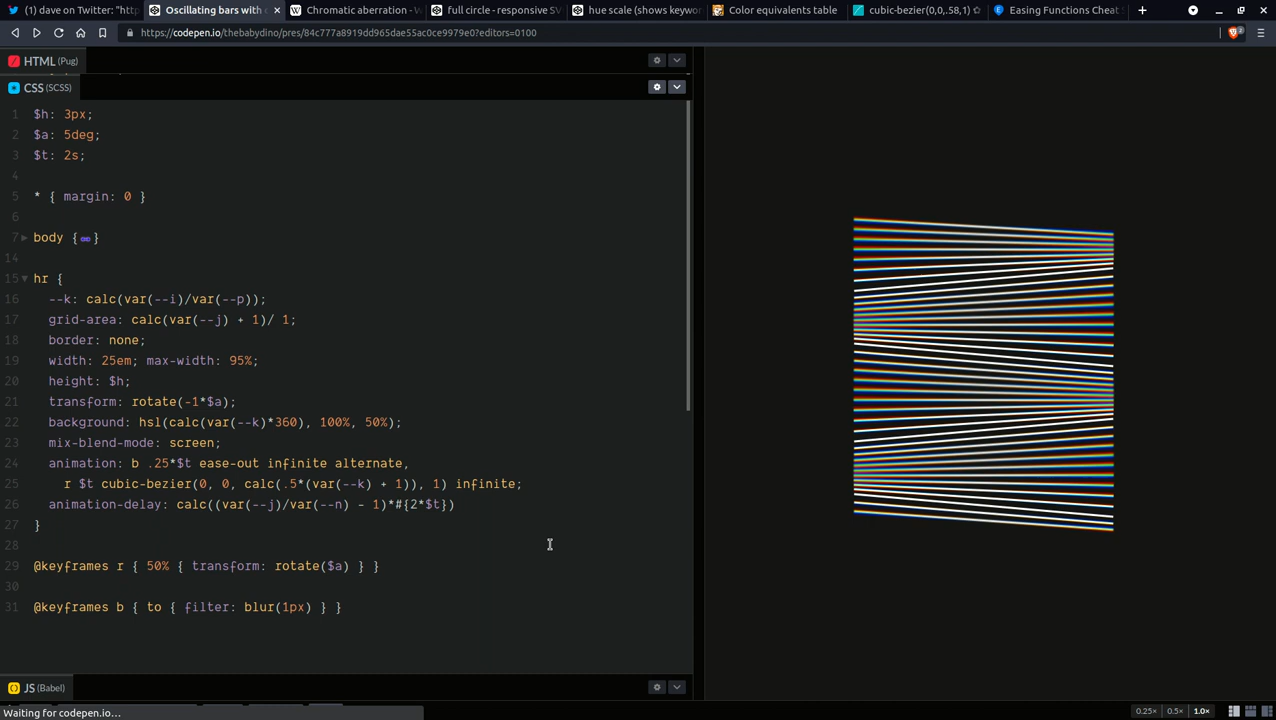 (1) dave on Twitter: "http
Oscillating bars with
Chromatic aberration - W
full circle - responsive SV
hue scale (shows keywor
Color equivalents table
cubic-bezier(0,0,.58,1)
Easing Functions Cheat S
https://codepen.io/thebabydino/pres/84c777a8919dd965dae55ac0ce9979e0?editors=0100
2
HTML (Pug)
CSS (SCSS)
1 $h: 3px;
2 $a: 5deg;
3 $t: 2s;
4
5 * { margin: 0 }
6
7 body { }
14
15 hr {
16 --k: calc(var(--i)/var(--p));
17 grid-area: calc(var(--j) + 1)/ 1;
18 border: none;
19 width: 25em; max-width: 95%;
20 height: $h;
21 transform: rotate(-1*$a);
22 background: hsl(calc(var(--k)*360), 100%, 50%);
23 mix-blend-mode: screen;
24 animation: b .25*$t ease-out infinite alternate,
25 r $t cubic-bezier(0, 0, calc(.5*(var(--k) + 1)), 1) infinite;
26 animation-delay: calc((var(--j)/var(--n) - 1)*#{2*$t})
27 }
28
29 @keyframes r { 50% { transform: rotate($a) } }
30
31 @keyframes b { to { filter: blur(1px) } }
JS (Babel)
Waiting for codepen.io…
0.25× 0.5× 1.0×